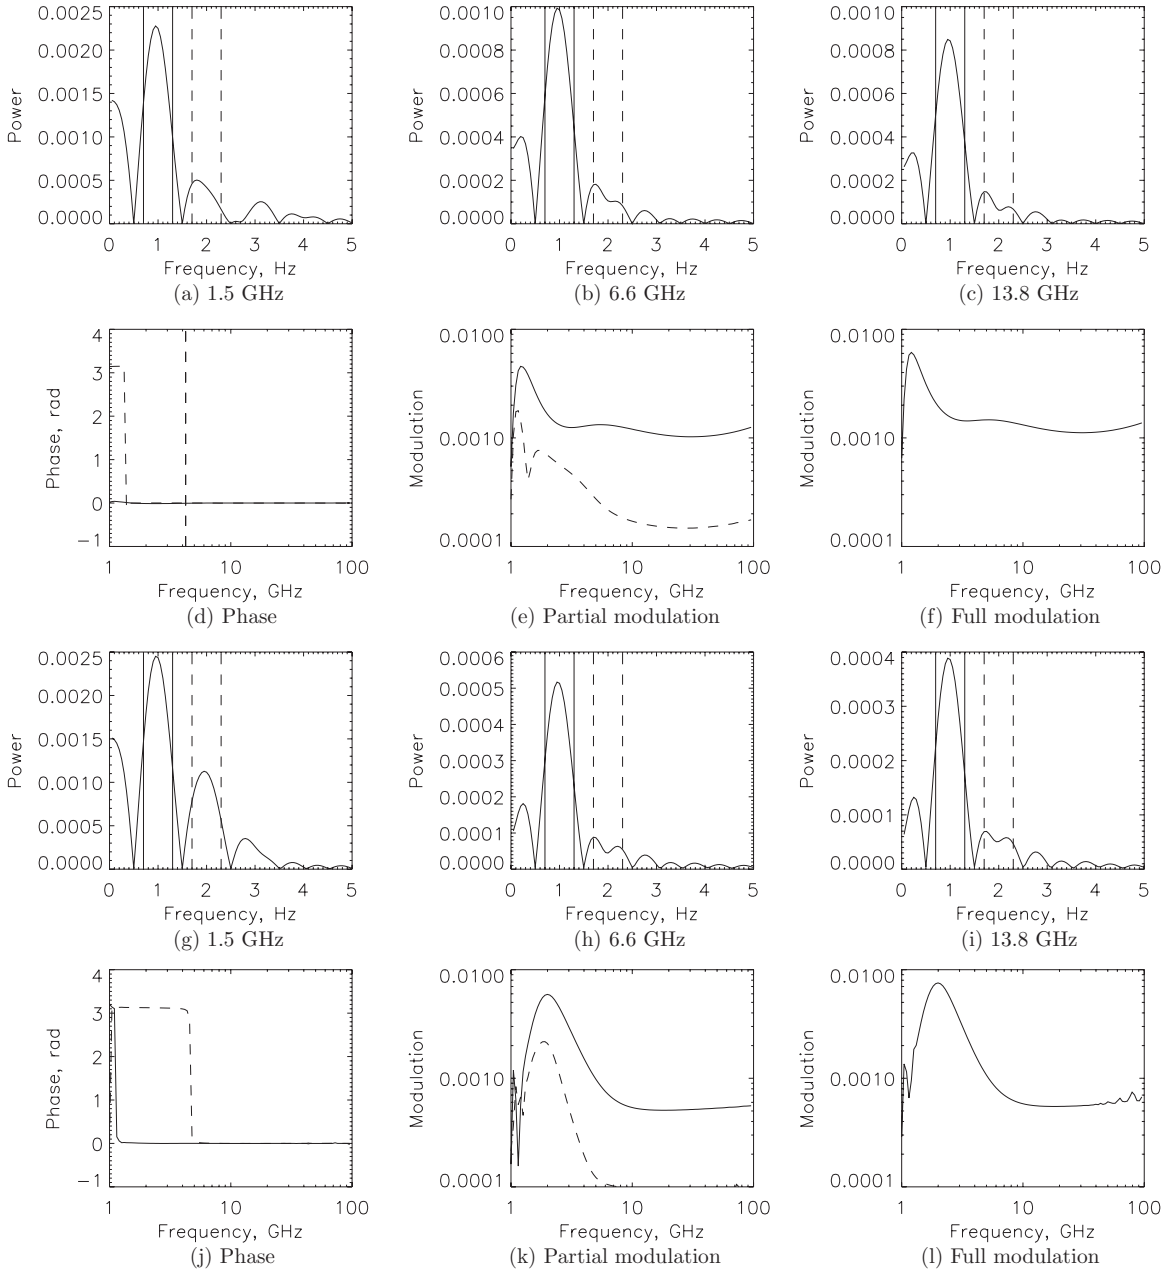 0.0025
0.0020
0.0015
0.0010
0.0005
0.0000
Power
0 1 2 3 4 5
Frequency, Hz
(a) 1.5 GHz
0.0010
0.0008
0.0006
0.0004
0.0002
0.0000
Power
0 1 2 3 4 5
Frequency, Hz
(b) 6.6 GHz
0.0010
0.0008
0.0006
0.0004
0.0002
0.0000
Power
0 1 2 3 4 5
Frequency, Hz
(c) 13.8 GHz
4
3
2
1
0
−1
Phase, rad
1 10 100
Frequency, GHz
(d) Phase
0.0100
0.0010
0.0001
Modulation
1 10 100
Frequency, GHz
(e) Partial modulation
0.0100
0.0010
0.0001
Modulation
1 10 100
Frequency, GHz
(f) Full modulation
0.0025
0.0020
0.0015
0.0010
0.0005
0.0000
Power
0 1 2 3 4 5
Frequency, Hz
(g) 1.5 GHz
0.0006
0.0005
0.0004
0.0003
0.0002
0.0001
0.0000
Power
0 1 2 3 4 5
Frequency, Hz
(h) 6.6 GHz
0.0004
0.0003
0.0002
0.0001
0.0000
Power
0 1 2 3 4 5
Frequency, Hz
(i) 13.8 GHz
4
3
2
1
0
−1
Phase, rad
1 10 100
Frequency, GHz
(j) Phase
0.0100
0.0010
0.0001
Modulation
1 10 100
Frequency, GHz
(k) Partial modulation
0.0100
0.0010
0.0001
Modulation
1 10 100
Frequency, GHz
(l) Full modulation